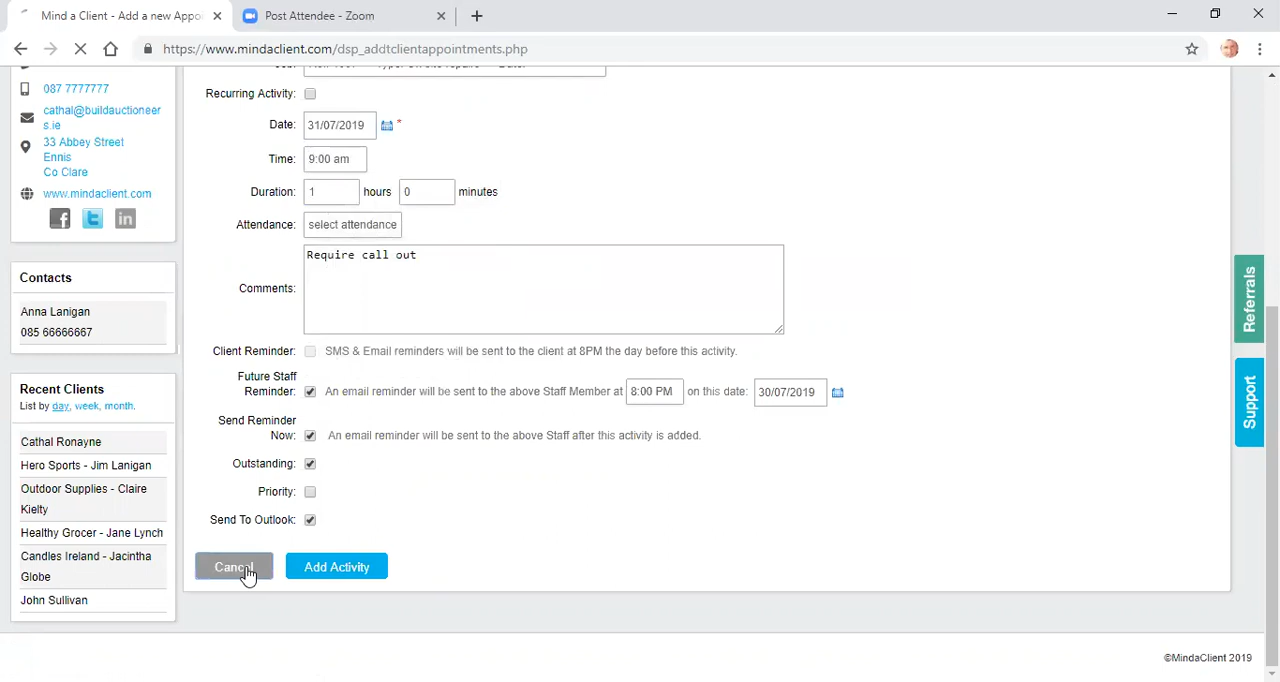 Mind a Client - Add a new Appo
Post Attendee - Zoom
https://www.mindaclient.com/dsp_addtclientappointments.php
087 7777777
cathal@buildauctioneer
s.ie
33 Abbey Street
Ennis
Co Clare
www.mindaclient.com
Contacts
Anna Lanigan
085 66666667
Recent Clients
List by day, week, month.
Cathal Ronayne
Hero Sports - Jim Lanigan
Outdoor Supplies - Claire
Kielty
Healthy Grocer - Jane Lynch
Candles Ireland - Jacintha
Globe
John Sullivan
Recurring Activity:
Date: 31/07/2019 *
Time: 9:00 am
Duration: 1 hours 0 minutes
Attendance: select attendance
Require call out
Comments:
Client Reminder: SMS & Email reminders will be sent to the client at 8PM the day before this activity.
Future Staff
Reminder: An email reminder will be sent to the above Staff Member at 8:00 PM on this date: 30/07/2019
Send Reminder
Now: An email reminder will be sent to the above Staff after this activity is added.
Outstanding:
Priority:
Send To Outlook:
Cancel Add Activity
Referrals
Support
©MindaClient 2019